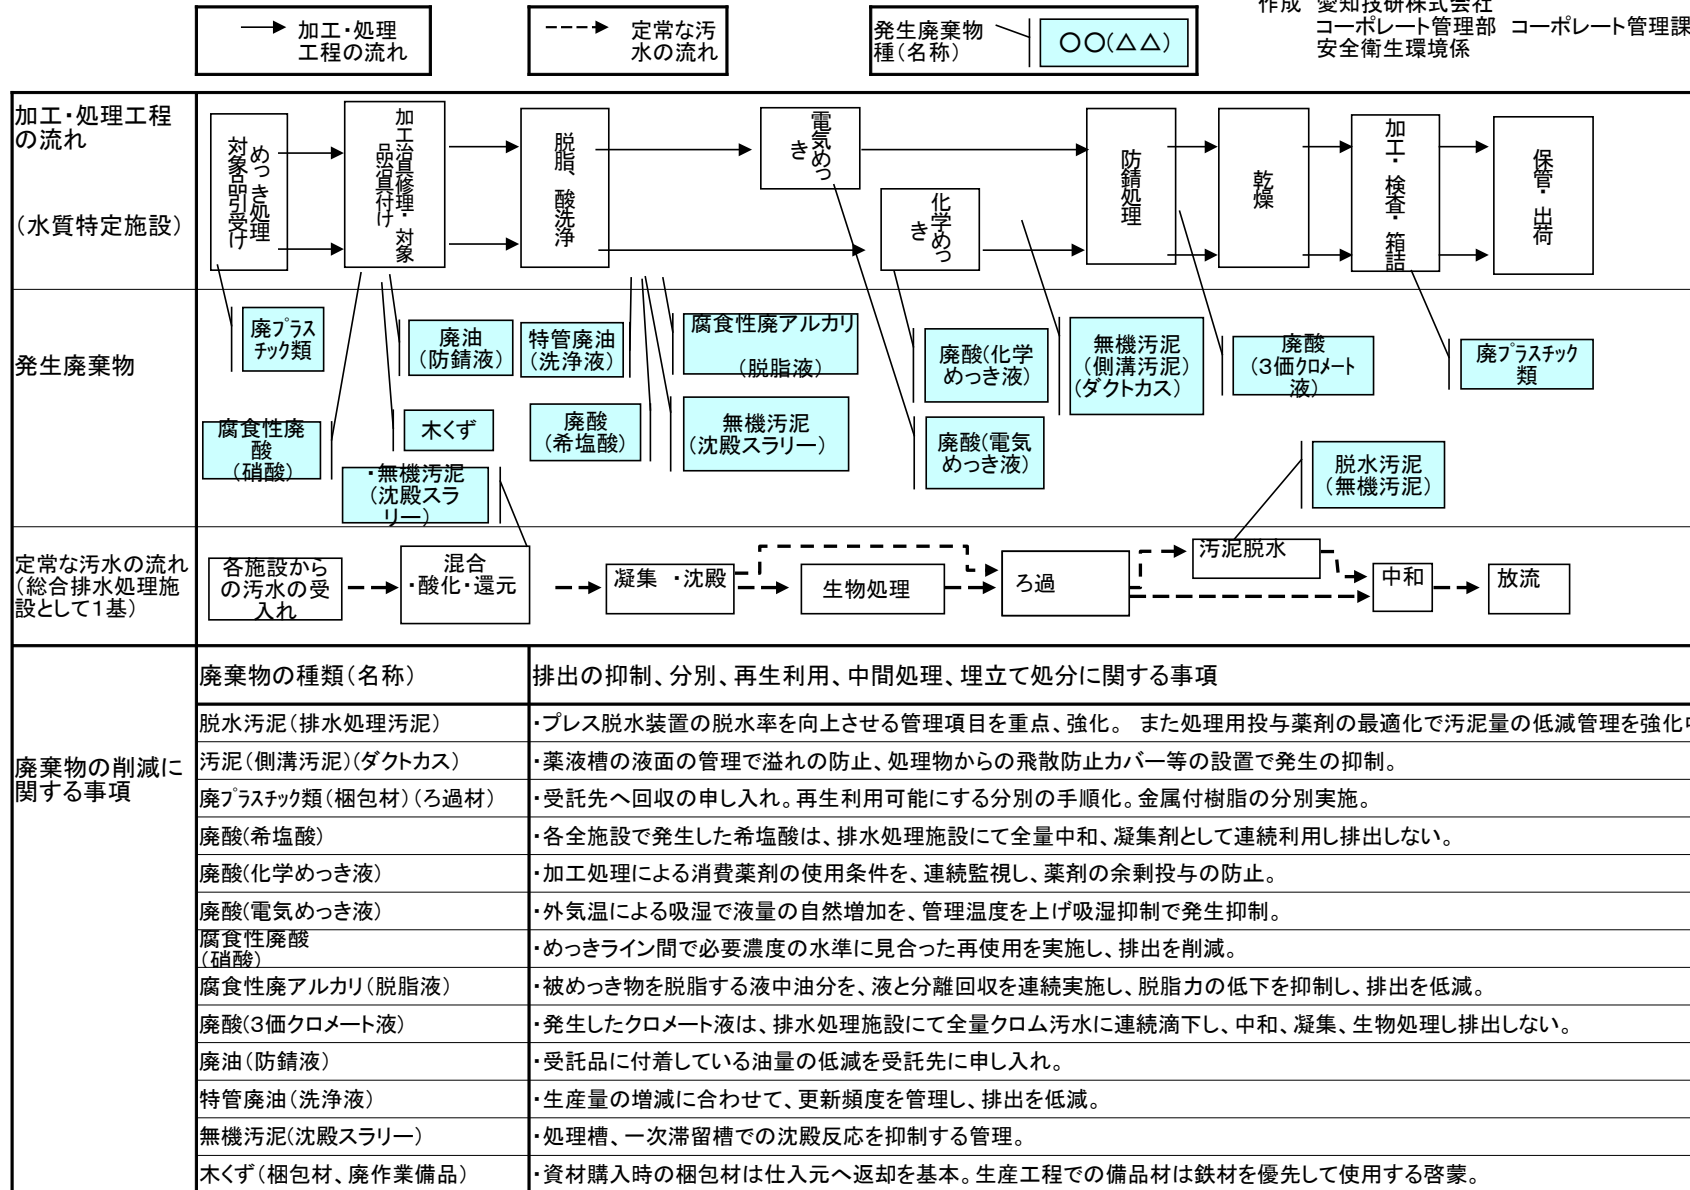 加工・処理
工程の流れ
定常な汚
水の流れ
発生廃棄物
種（名称）
○○(△△)
作成 愛知技研株式会社
コーポレート管理部 コーポレート管理課
安全衛生環境係
加工・処理工程
の流れ
（水質特定施設）
めっき処理
対象品引受け
加工治具修理・対象
品治具付け
脱脂、酸洗浄
電気めっ
き
化学めっ
き
防錆処理
乾燥
加工・検査・箱詰
保管・出荷
発生廃棄物
廃プラス
チック類
腐食性廃
酸
（硝酸）
廃油
（防錆液）
木くず
・無機汚泥
（沈殿スラ
リー）
特管廃油
（洗浄液）
廃酸
（希塩酸）
腐食性廃アルカリ
（脱脂液）
無機汚泥
（沈殿スラリー）
廃酸(化学
めっき液）
廃酸(電気
めっき液）
無機汚泥
（側溝汚泥）
（ダクトカス）
廃酸
（3価クロメート
液）
脱水汚泥
（無機汚泥）
廃プラスチック
類
定常な汚水の流れ
（総合排水処理施
設として１基）
各施設から
の汚水の受
入れ
混合
・酸化・還元
凝集 ・沈殿
生物処理
ろ過
汚泥脱水
中和
放流
廃棄物の削減に
関する事項
廃棄物の種類（名称） 排出の抑制、分別、再生利用、中間処理、埋立て処分に関する事項
脱水汚泥（排水処理汚泥） ・プレス脱水装置の脱水率を向上させる管理項目を重点、強化。 また処理用投与薬剤の最適化で汚泥量の低減管理を強化
汚泥（側溝汚泥）（ダクトカス） ・薬液槽の液面の管理で溢れの防止、処理物からの飛散防止カバー等の設置で発生の抑制。
廃プラスチック類（梱包材）（ろ過材） ・受託先へ回収の申し入れ。再生利用可能にする分別の手順化。金属付樹脂の分別実施。
廃酸（希塩酸） ・各全施設で発生した希塩酸は、排水処理施設にて全量中和、凝集剤として連続利用し排出しない。
廃酸(化学めっき液） ・加工処理による消費薬剤の使用条件を、連続監視し、薬剤の余剰投与の防止。
廃酸(電気めっき液） ・外気温による吸湿で液量の自然増加を、管理温度を上げ吸湿抑制で発生抑制。
腐食性廃酸
（硝酸） ・めっきライン間で必要濃度の水準に見合った再使用を実施し、排出を削減。
腐食性廃アルカリ（脱脂液） ・被めっき物を脱脂する液中油分を、液と分離回収を連続実施し、脱脂力の低下を抑制し、排出を低減。
廃酸（3価クロメート液） ・発生したクロメート液は、排水処理施設にて全量クロム汚水に連続滴下し、中和、凝集、生物処理し排出しない。
廃油（防錆液） ・受託品に付着している油量の低減を受託先に申し入れ。
特管廃油（洗浄液） ・生産量の増減に合わせて、更新頻度を管理し、排出を低減。
無機汚泥(沈殿スラリー） ・処理槽、一次滞留槽での沈殿反応を抑制する管理。
木くず（梱包材、廃作業備品） ・資材購入時の梱包材は仕入元へ返却を基本。生産工程での備品材は鉄材を優先して使用する啓蒙。